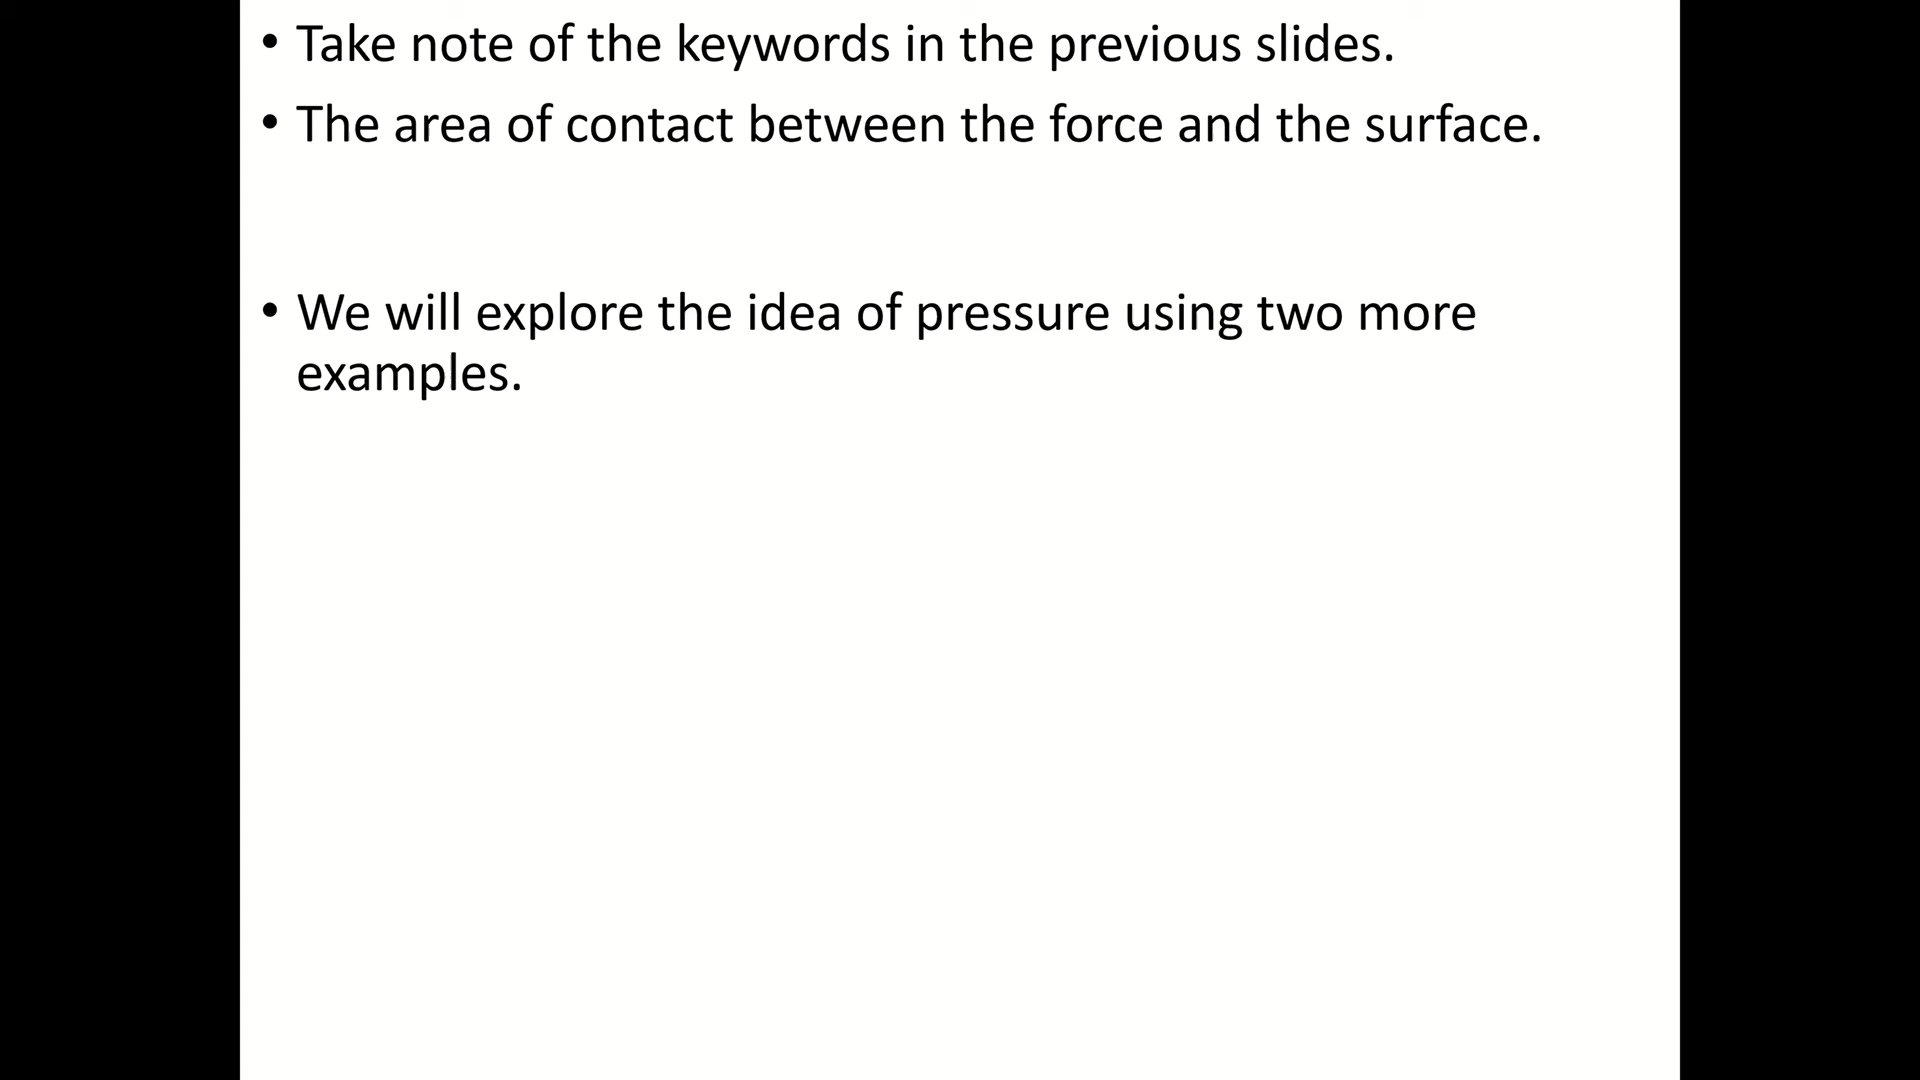 • Take note of the keywords in the previous slides.
• The area of contact between the force and the surface.
• We will explore the idea of pressure using two more
examples.